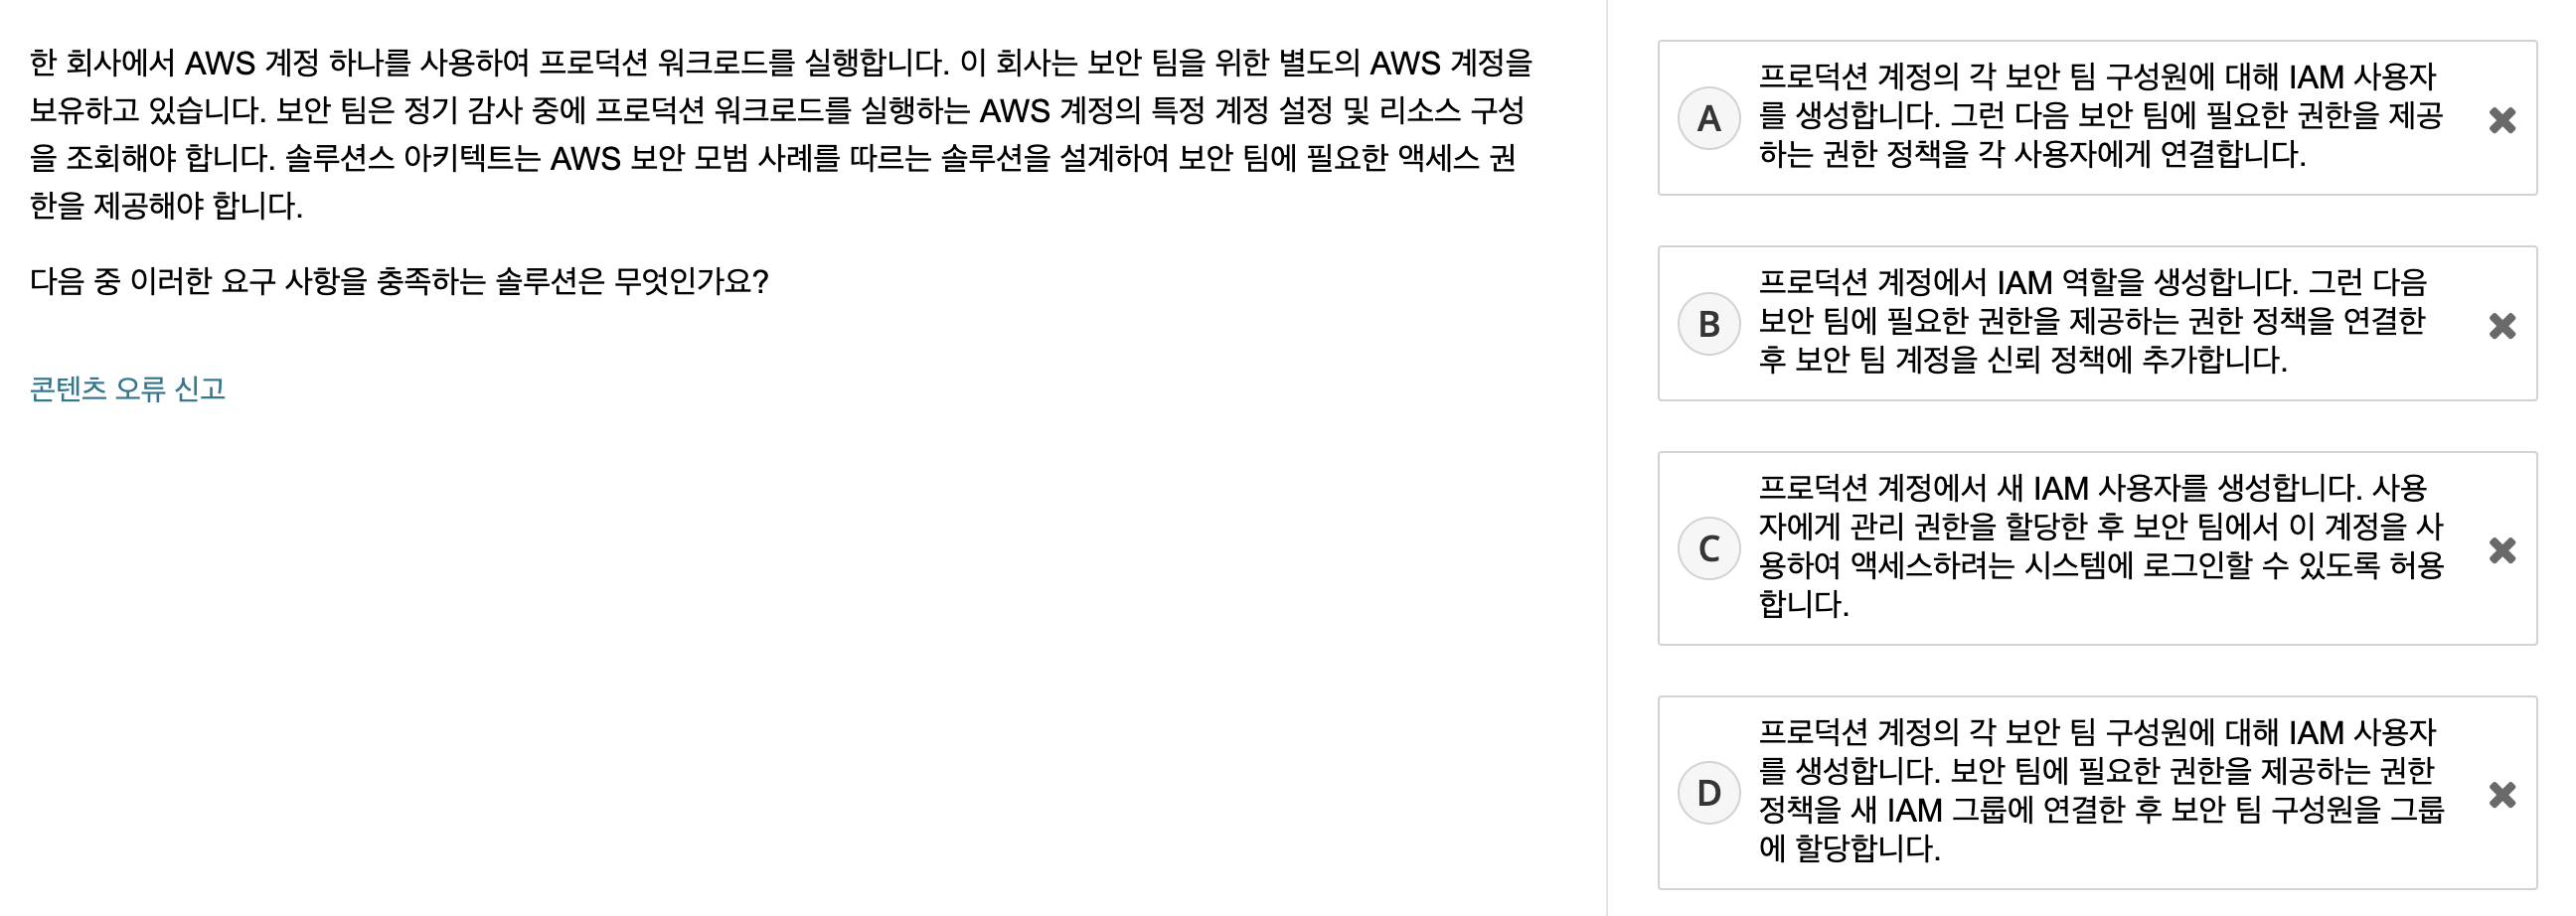 한 회사에서 AWS 계정 하나를 사용하여 프로덕션 워크로드를 실행합니다. 이 회사는 보안 팀을 위한 별도의 AWS 계정을
보유하고 있습니다. 보안 팀은 정기 감사 중에 프로덕션 워크로드를 실행하는 AWS 계정의 특정 계정 설정 및 리소스 구성
을 조회해야 합니다. 솔루션스 아키텍트는 AWS 보안 모범 사례를 따르는 솔루션을 설계하여 보안 팀에 필요한 액세스 권
한을 제공해야 합니다.
다음 중 이러한 요구 사항을 충족하는 솔루션은 무엇인가요?
콘텐츠 오류 신고
A
프로덕션 계정의 각 보안 팀 구성원에 대해 IAM 사용자
를 생성합니다. 그런 다음 보안 팀에 필요한 권한을 제공
하는 권한 정책을 각 사용자에게 연결합니다.
B
프로덕션 계정에서 IAM 역할을 생성합니다. 그런 다음
보안 팀에 필요한 권한을 제공하는 권한 정책을 연결한
후 보안 팀 계정을 신뢰 정책에 추가합니다.
C
프로덕션 계정에서 새 IAM 사용자를 생성합니다. 사용
자에게 관리 권한을 할당한 후 보안 팀에서 이 계정을 사
용하여 액세스하려는 시스템에 로그인할 수 있도록 허용
합니다.
D
프로덕션 계정의 각 보안 팀 구성원에 대해 IAM 사용자
를 생성합니다. 보안 팀에 필요한 권한을 제공하는 권한
정책을 새 IAM 그룹에 연결한 후 보안 팀 구성원을 그룹
에 할당합니다.